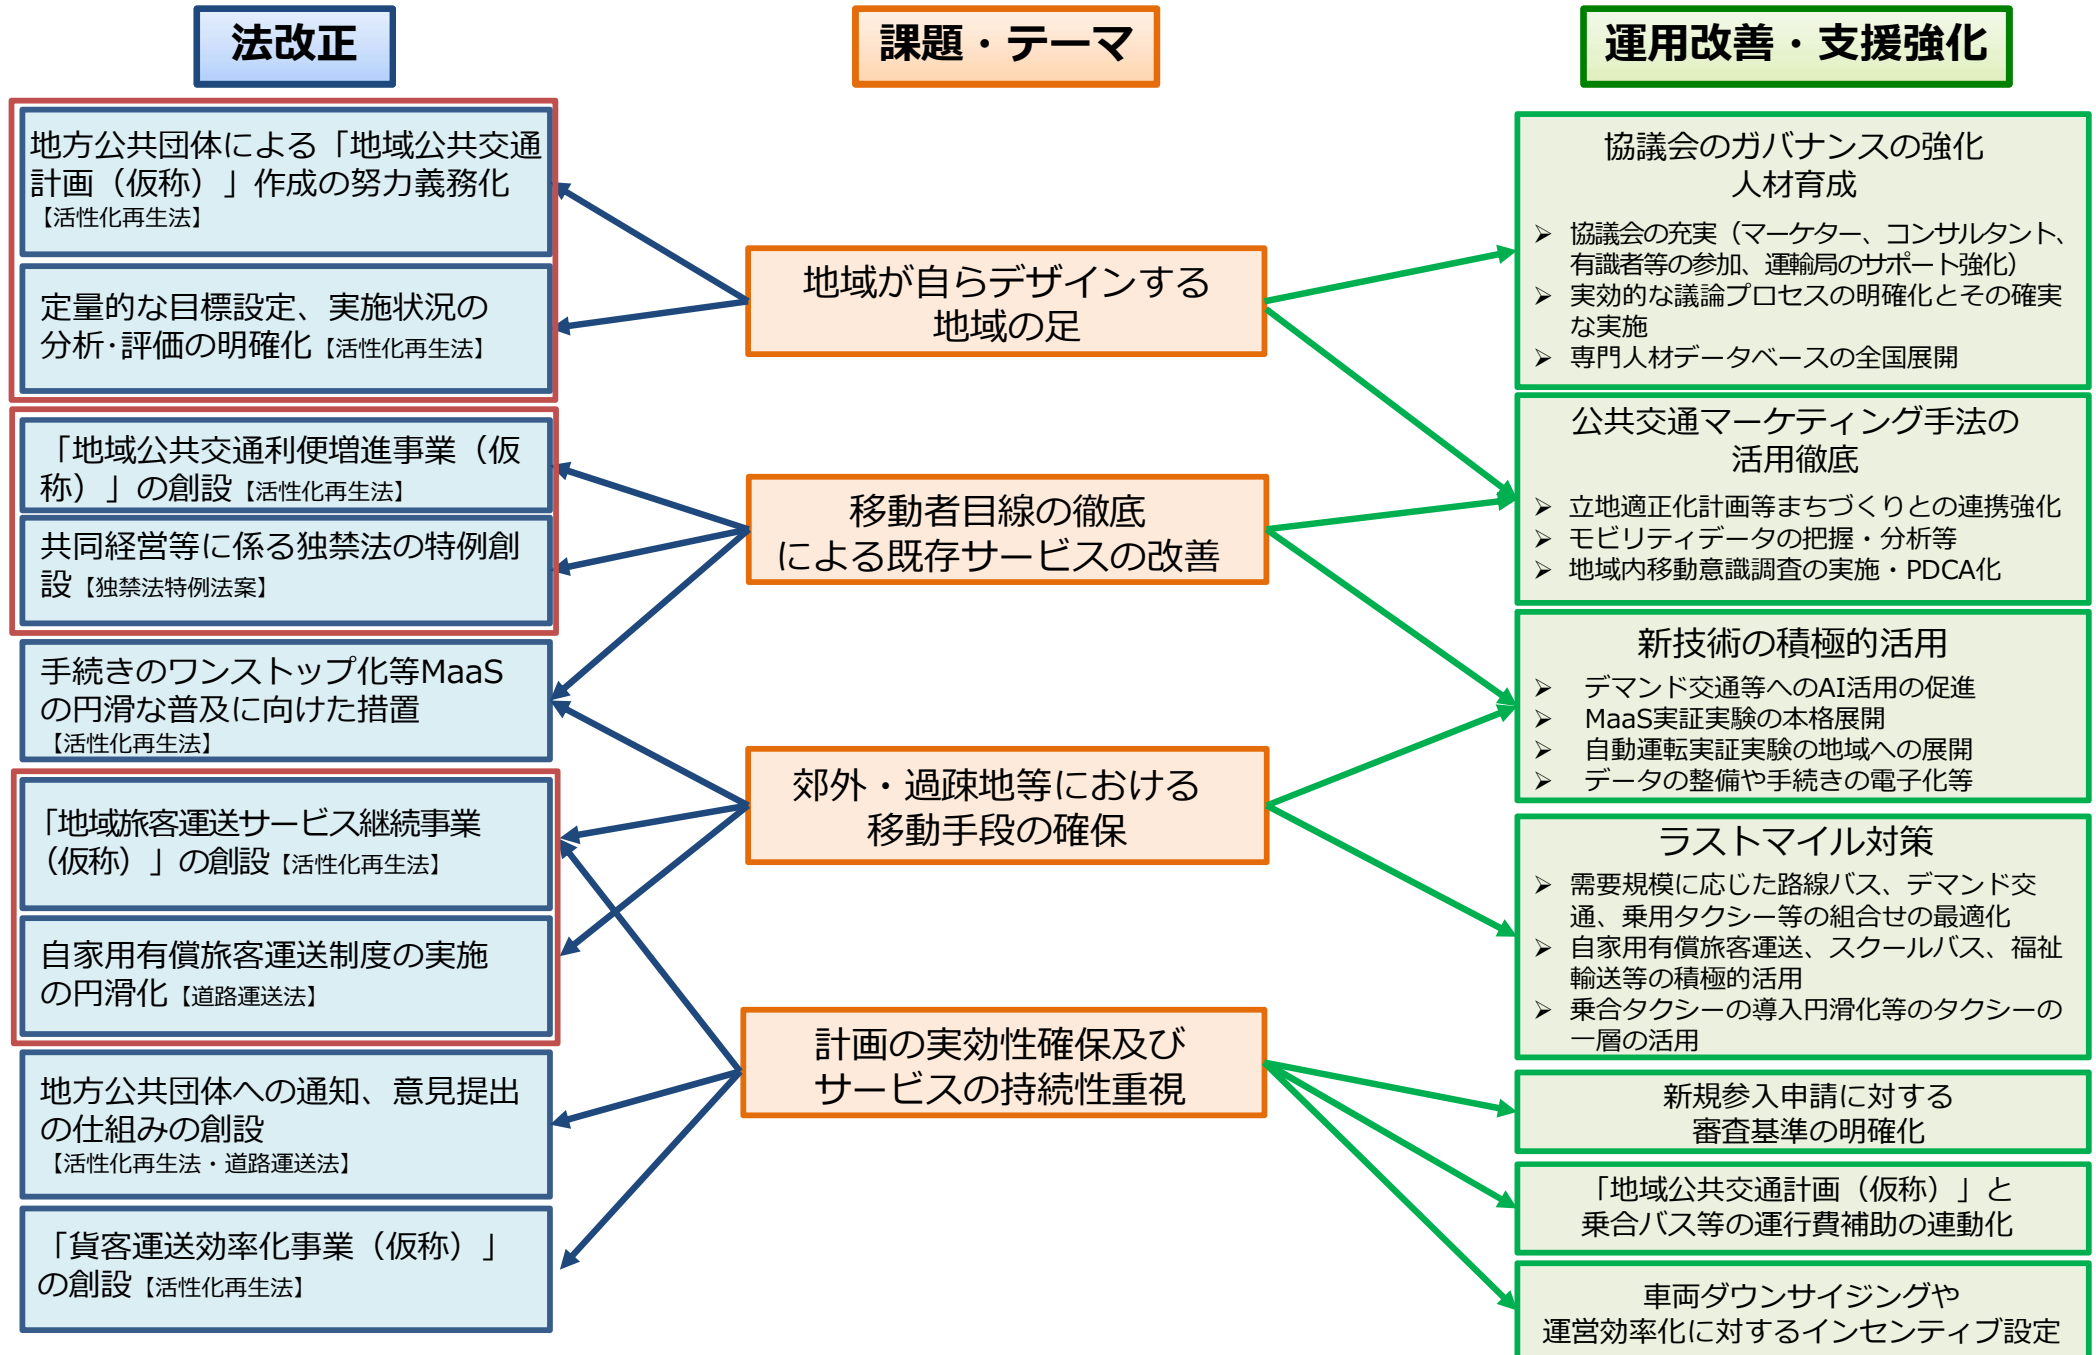 法改正
課題・テーマ
運用改善・支援強化
地方公共団体による「地域公共交通
計画（仮称）」作成の努力義務化
【活性化再生法】
定量的な目標設定、実施状況の
分析･評価の明確化【活性化再生法】
「地域公共交通利便増進事業（仮
称）」の創設【活性化再生法】
共同経営等に係る独禁法の特例創
設【独禁法特例法案】
手続きのワンストップ化等MaaS
の円滑な普及に向けた措置
【活性化再生法】
「地域旅客運送サービス継続事業
（仮称）」の創設【活性化再生法】
自家用有償旅客運送制度の実施
の円滑化【道路運送法】
地方公共団体への通知、意見提出
の仕組みの創設
【活性化再生法・道路運送法】
「貨客運送効率化事業（仮称）」
の創設【活性化再生法】
地域が自らデザインする
地域の足
移動者目線の徹底
による既存サービスの改善
郊外・過疎地等における
移動手段の確保
計画の実効性確保及び
サービスの持続性重視
協議会のガバナンスの強化
人材育成
➢ 協議会の充実（マーケター、コンサルタント、
有識者等の参加、運輸局のサポート強化）
➢ 実効的な議論プロセスの明確化とその確実
な実施
➢ 専門人材データベースの全国展開
公共交通マーケティング手法の
活用徹底
➢ 立地適正化計画等まちづくりとの連携強化
➢ モビリティデータの把握・分析等
➢ 地域内移動意識調査の実施・PDCA化
新技術の積極的活用
➢ デマンド交通等へのAI活用の促進
➢ MaaS実証実験の本格展開
➢ 自動運転実証実験の地域への展開
➢ データの整備や手続きの電子化等
ラストマイル対策
➢ 需要規模に応じた路線バス、デマンド交
通、乗用タクシー等の組合せの最適化
➢ 自家用有償旅客運送、スクールバス、福祉
輸送等の積極的活用
➢ 乗合タクシーの導入円滑化等のタクシーの
一層の活用
新規参入申請に対する
審査基準の明確化
「地域公共交通計画（仮称）」と
乗合バス等の運行費補助の連動化
車両ダウンサイジングや
運営効率化に対するインセンティブ設定